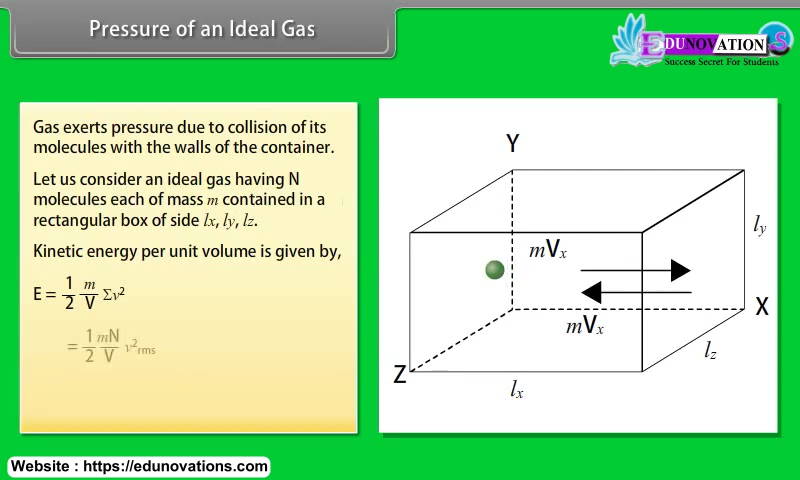 Pressure of an Ideal Gas
EDUNOVATIONS
Success Secret For Students
Gas exerts pressure due to collision of its
molecules with the walls of the container.
Let us consider an ideal gas having N
molecules each of mass m contained in a
rectangular box of side lx, ly, lz.
Kinetic energy per unit volume is given by,
E = 1/2 m/V Σv²
= 1/2 mN/V v²rms
Y
ly
mVx
X
mVx
lz
Z
lx
Website : https://edunovations.com